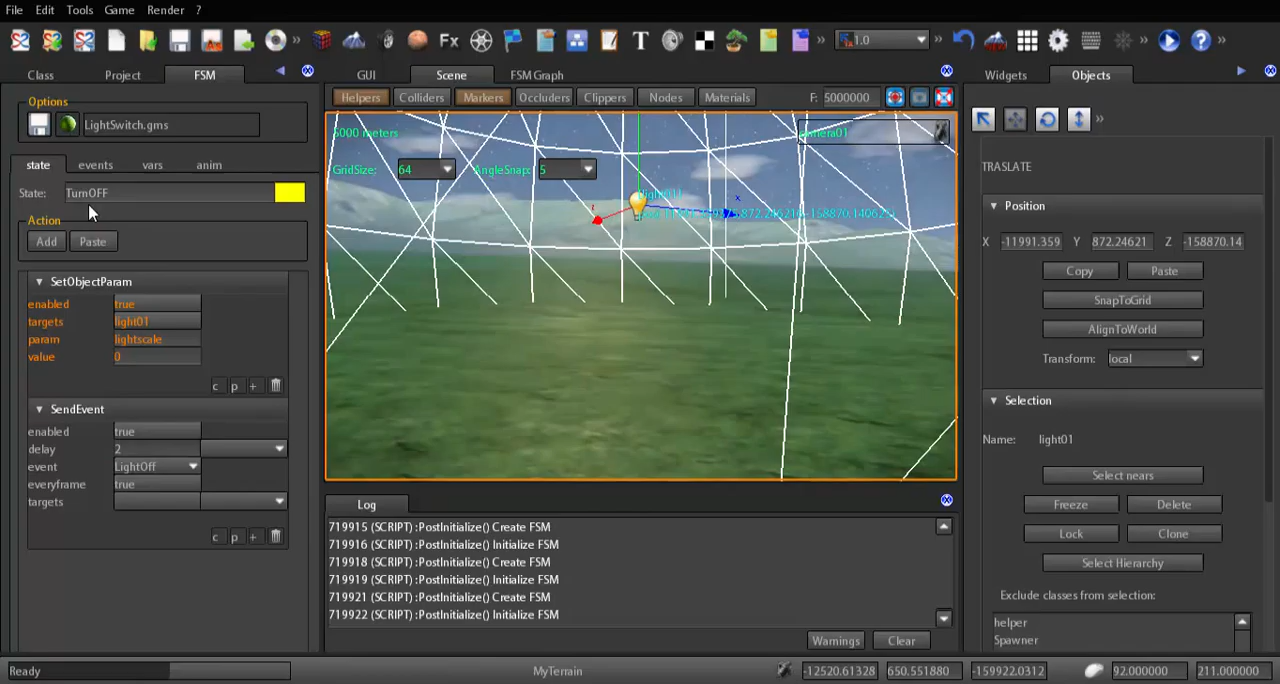 File Edit Tools Game Render ?
Fx T 1.0
Class Project FSM
GUI Scene FSM Graph
Widgets Objects
Options
LightSwitch.gms
state events vars anim
State: TurnOFF
Action
Add Paste
SetObjectParam
enabled true
targets light01
param lightscale
value 0
c p +
SendEvent
enabled true
delay 2
event LightOff
everyframe true
targets
c p +
Helpers Colliders Markers Occluders Clippers Nodes Materials F: 5000000
5000 meters
camera01
GridSize: 64 AngleSnap: 5
light01
x
Log
719915 (SCRIPT) :PostInitialize() Create FSM
719916 (SCRIPT) :PostInitialize() Initialize FSM
719918 (SCRIPT) :PostInitialize() Create FSM
719919 (SCRIPT) :PostInitialize() Initialize FSM
719921 (SCRIPT) :PostInitialize() Create FSM
719922 (SCRIPT) :PostInitialize() Initialize FSM
Warnings Clear
TRASLATE
Position
X -11991.359 Y 872.24621 Z -158870.14
Copy Paste
SnapToGrid
AlignToWorld
Transform: local
Selection
Name: light01
Select nears
Freeze Delete
Lock Clone
Select Hierarchy
Exclude classes from selection:
helper
Spawner
Ready MyTerrain -12520.61328 650.551880 -159922.0312 92.000000 211.000000